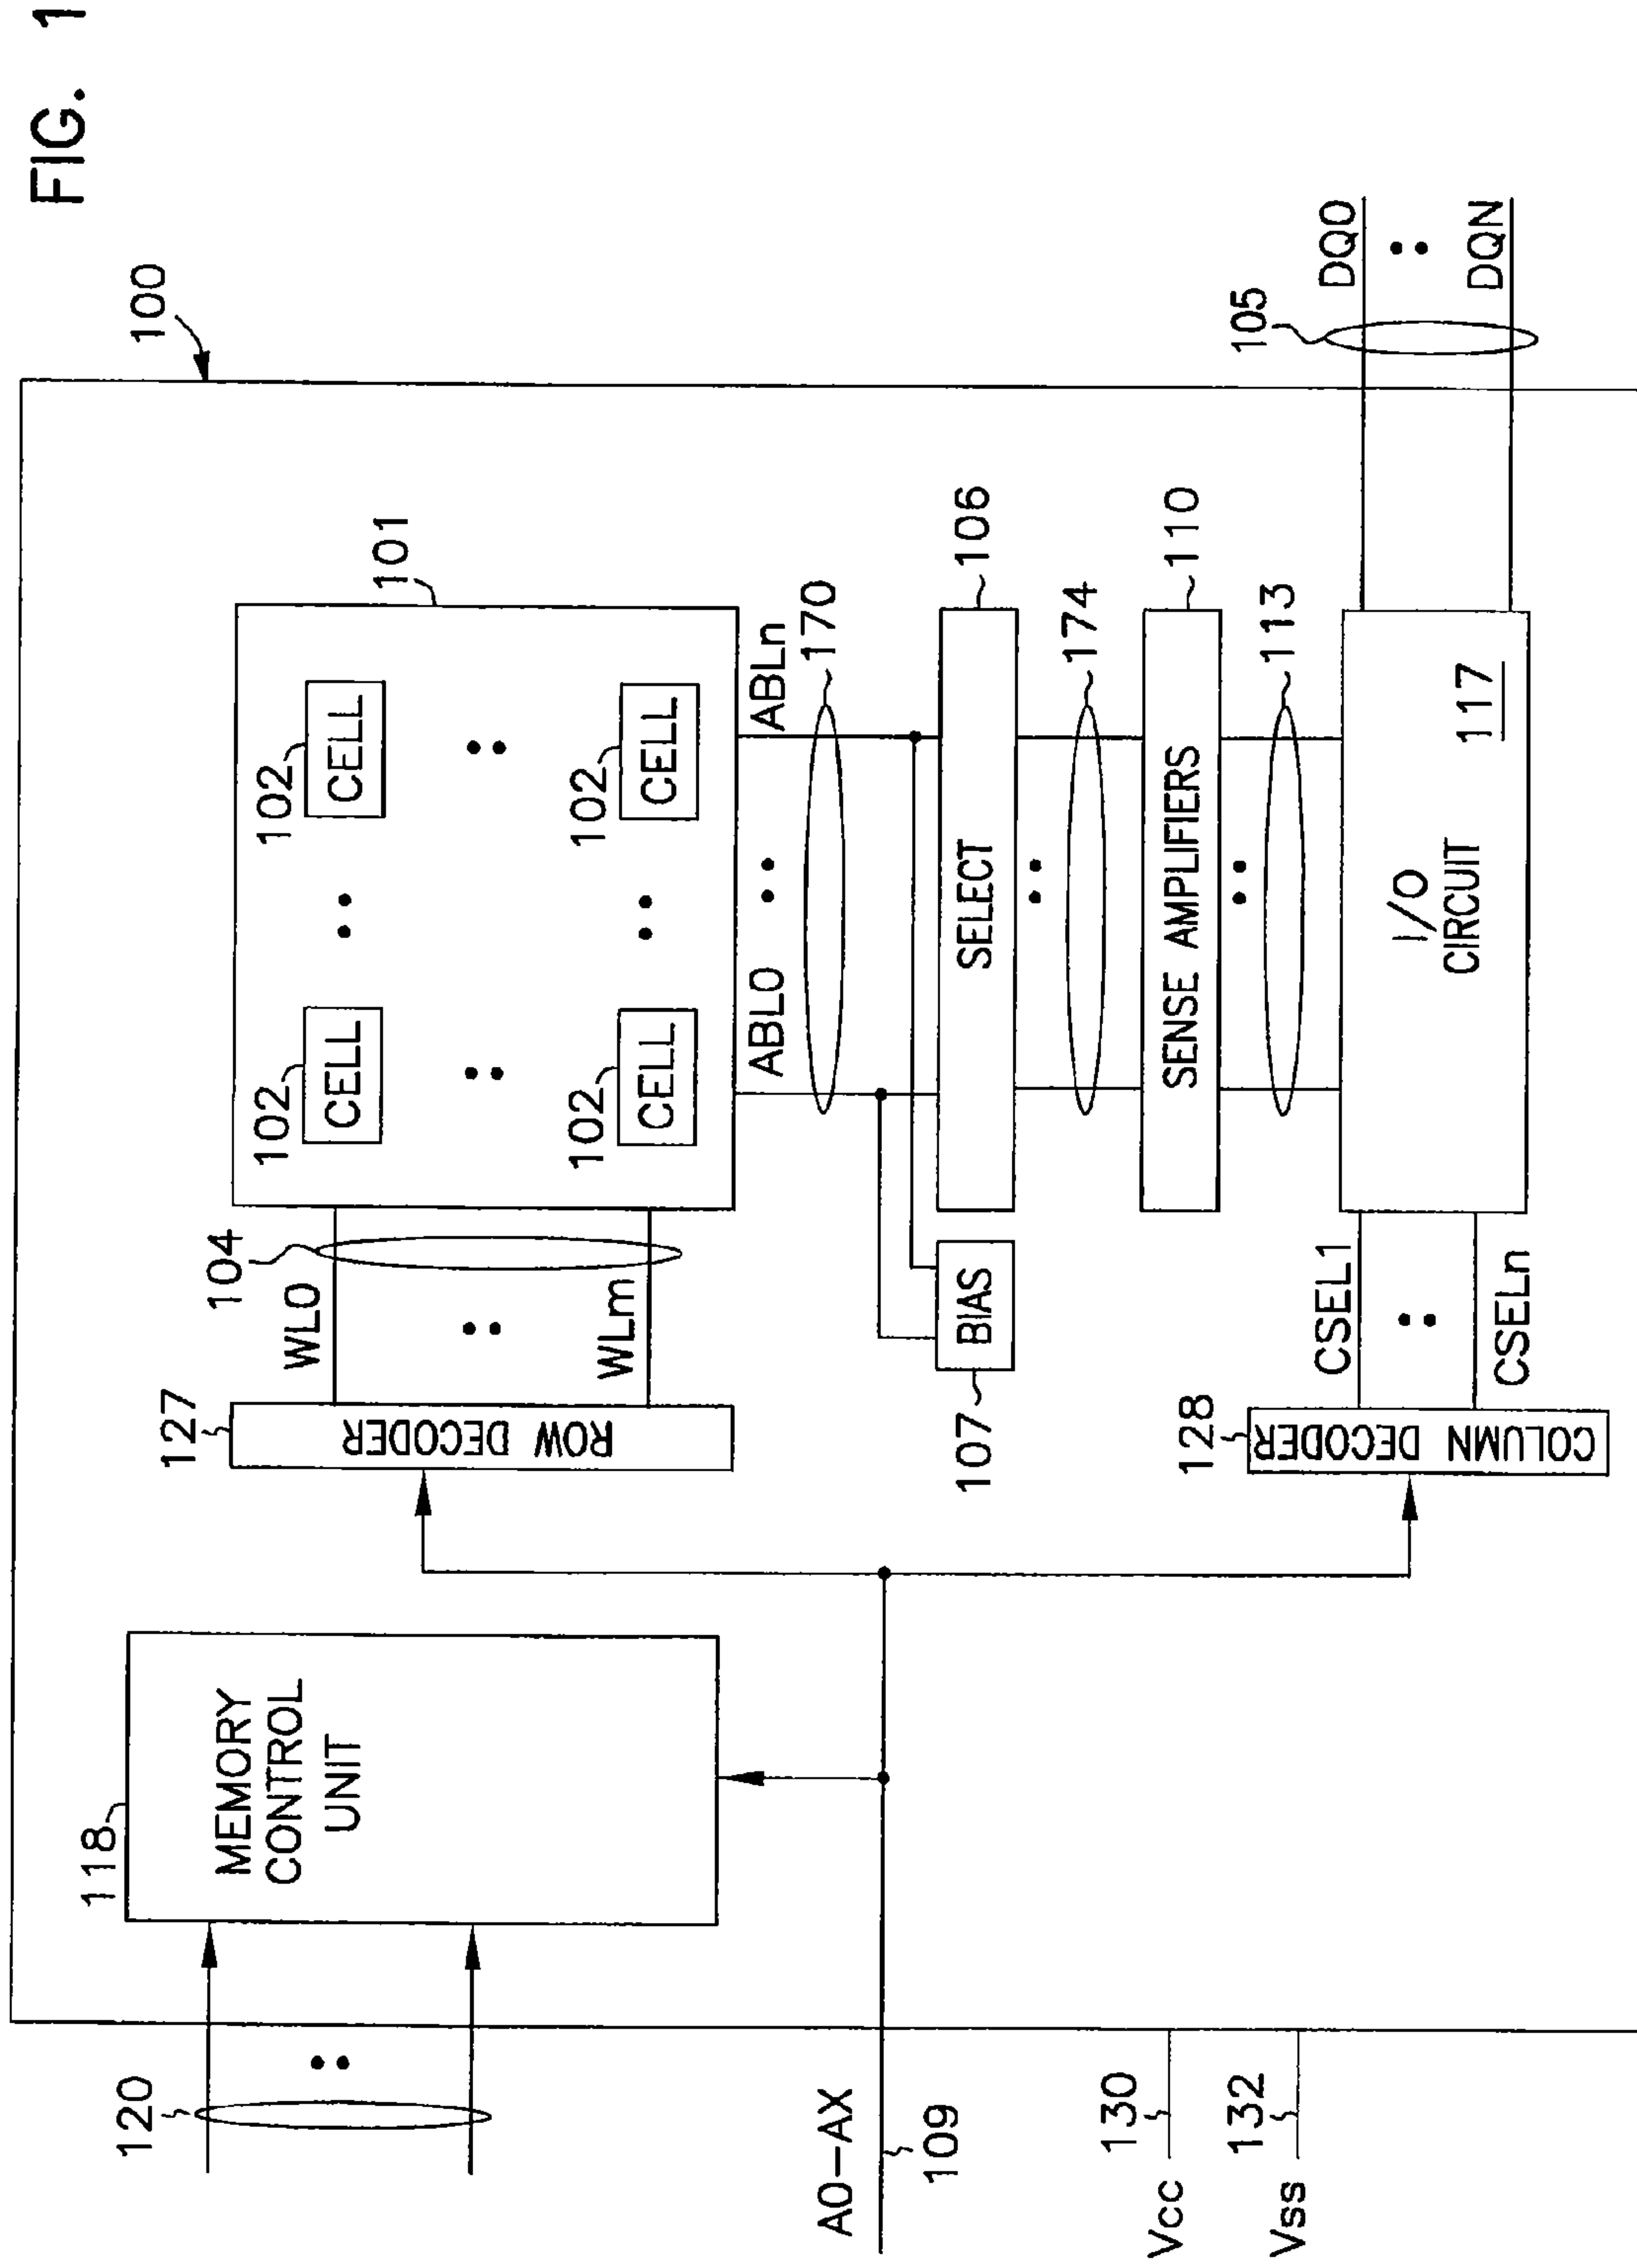 FIG. 1
100
118
MEMORY
CONTROL
UNIT
120
127
ROW DECODER
WL0
WLm
104
101
102
CELL
102
CELL
102
CELL
102
CELL
ABL0
ABLn
170
107
BIAS
106
SELECT
174
110
SENSE AMPLIFIERS
113
A0-AX
109
128
COLUMN DECODER
CSEL1
CSELn
I/O
CIRCUIT
117
105
DQ0
DQN
Vcc
130
Vss
132